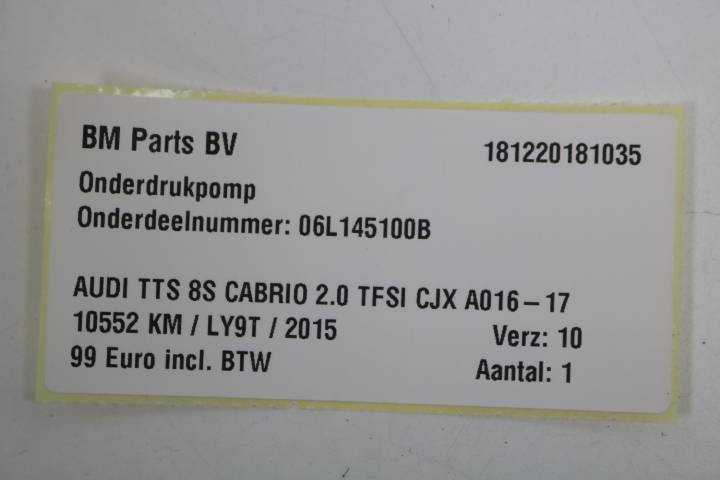 BM Parts BV 181220181035
Onderdrukpomp
Onderdeelnummer: 06L145100B
AUDI TTS 8S CABRIO 2.0 TFSI CJX A016-17
10552 KM / LY9T / 2015 Verz: 10
99 Euro incl. BTW Aantal: 1